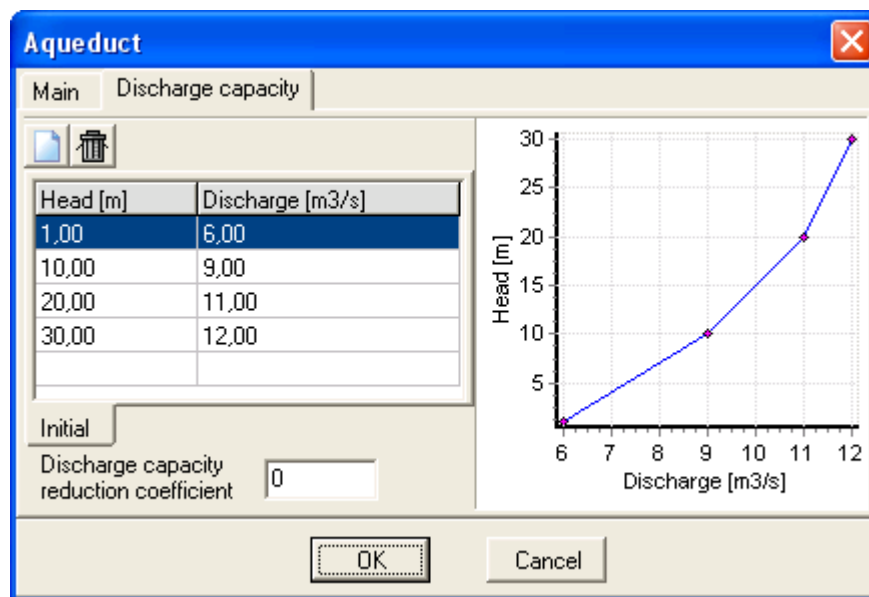 Aqueduct
Main Discharge capacity
Head [m] Discharge [m3/s]
1,00 6,00
10,00 9,00
20,00 11,00
30,00 12,00
Initial
Discharge capacity
reduction coefficient 0
30
25
20
15
10
5
Head [m]
6 7 8 9 10 11 12
Discharge [m3/s]
OK Cancel